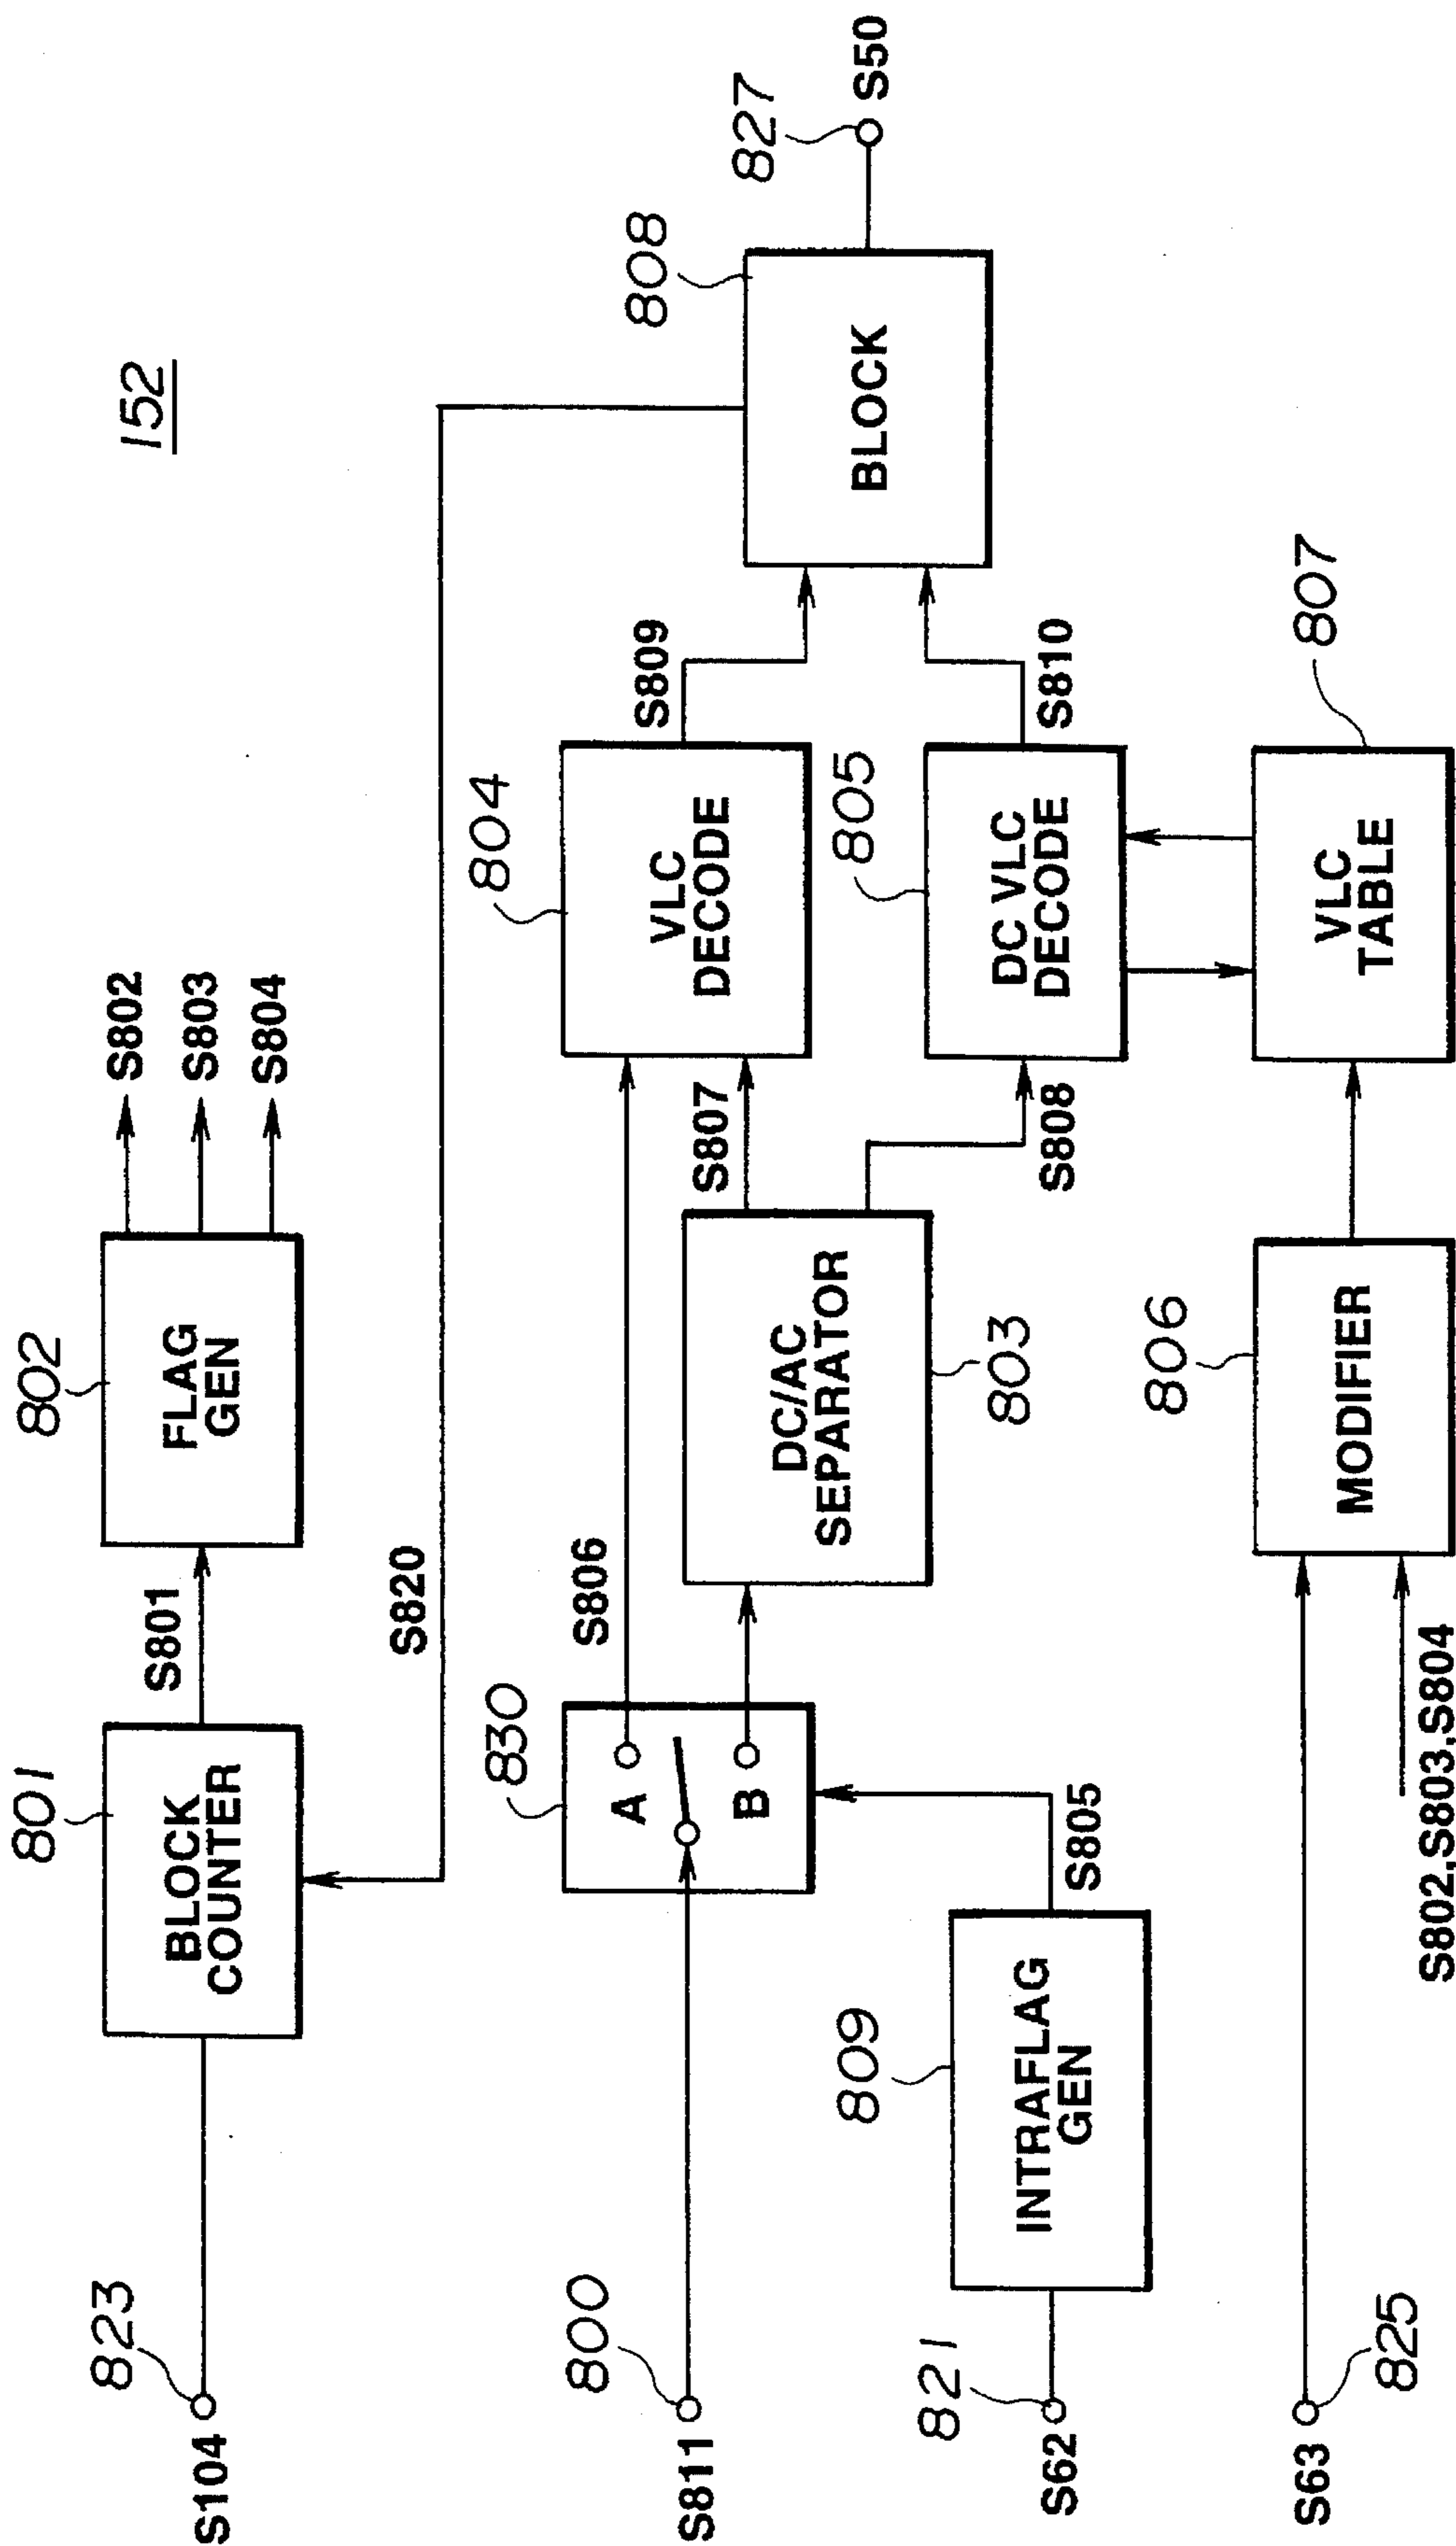 152
S104
823
801
BLOCK
COUNTER
S801
802
FLAG
GEN
S802
S803
S804
S820
S811
800
830
A
B
S806
DC/AC
SEPARATOR
803
S807
S808
804
VLC
DECODE
S809
805
DC VLC
DECODE
S810
808
BLOCK
827
S50
S62
821
809
INTRAFLAG
GEN
S805
S63
825
S802,S803,S804
806
MODIFIER
VLC
TABLE
807